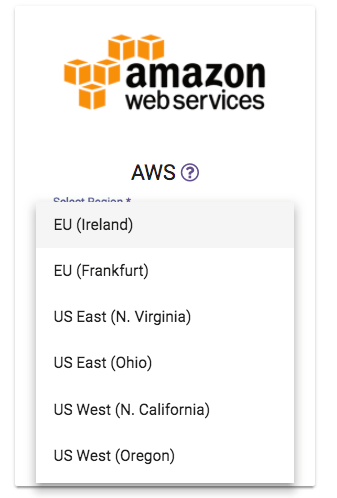 amazon
web services
AWS ?
Select Region *
EU (Ireland)
EU (Frankfurt)
US East (N. Virginia)
US East (Ohio)
US West (N. California)
US West (Oregon)